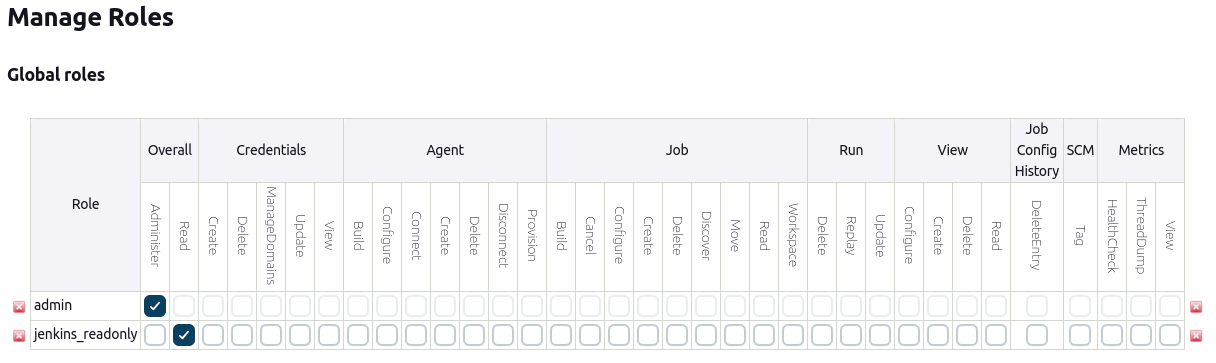 Manage Roles
Global roles
Role
Overall
Credentials
Agent
Job
Run
View
Job
Config
History
SCM
Metrics
Administer
Read
Create
Delete
ManageDomains
Update
View
Build
Configure
Connect
Create
Delete
Disconnect
Provision
Build
Cancel
Configure
Create
Delete
Discover
Move
Read
Workspace
Delete
Replay
Update
Configure
Create
Delete
Read
DeleteEntry
Tag
HealthCheck
ThreadDump
View
admin
jenkins_readonly